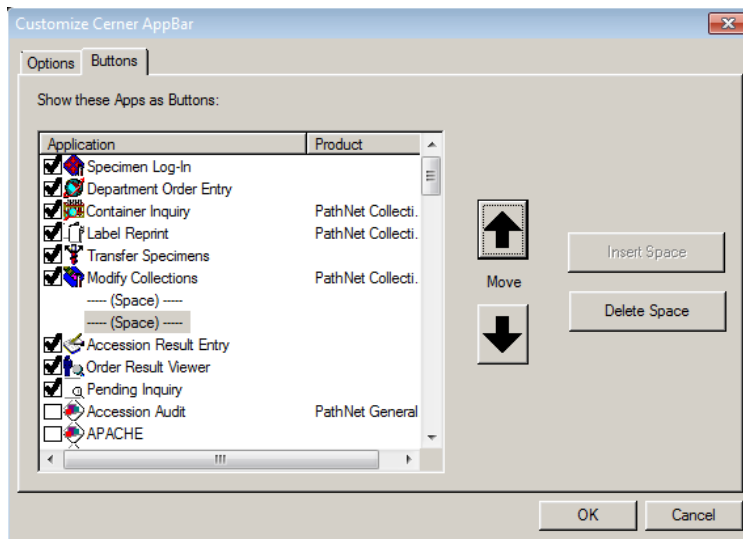 Customize Cerner AppBar
Options Buttons
Show these Apps as Buttons:
Application Product
Specimen Log-In
Department Order Entry
Container Inquiry PathNet Collecti.
Label Reprint PathNet Collecti.
Transfer Specimens
Modify Collections PathNet Collecti.
----- (Space) -----
----- (Space) -----
Accession Result Entry
Order Result Viewer
Pending Inquiry
Accession Audit PathNet General
APACHE
Move
Insert Space
Delete Space
OK Cancel